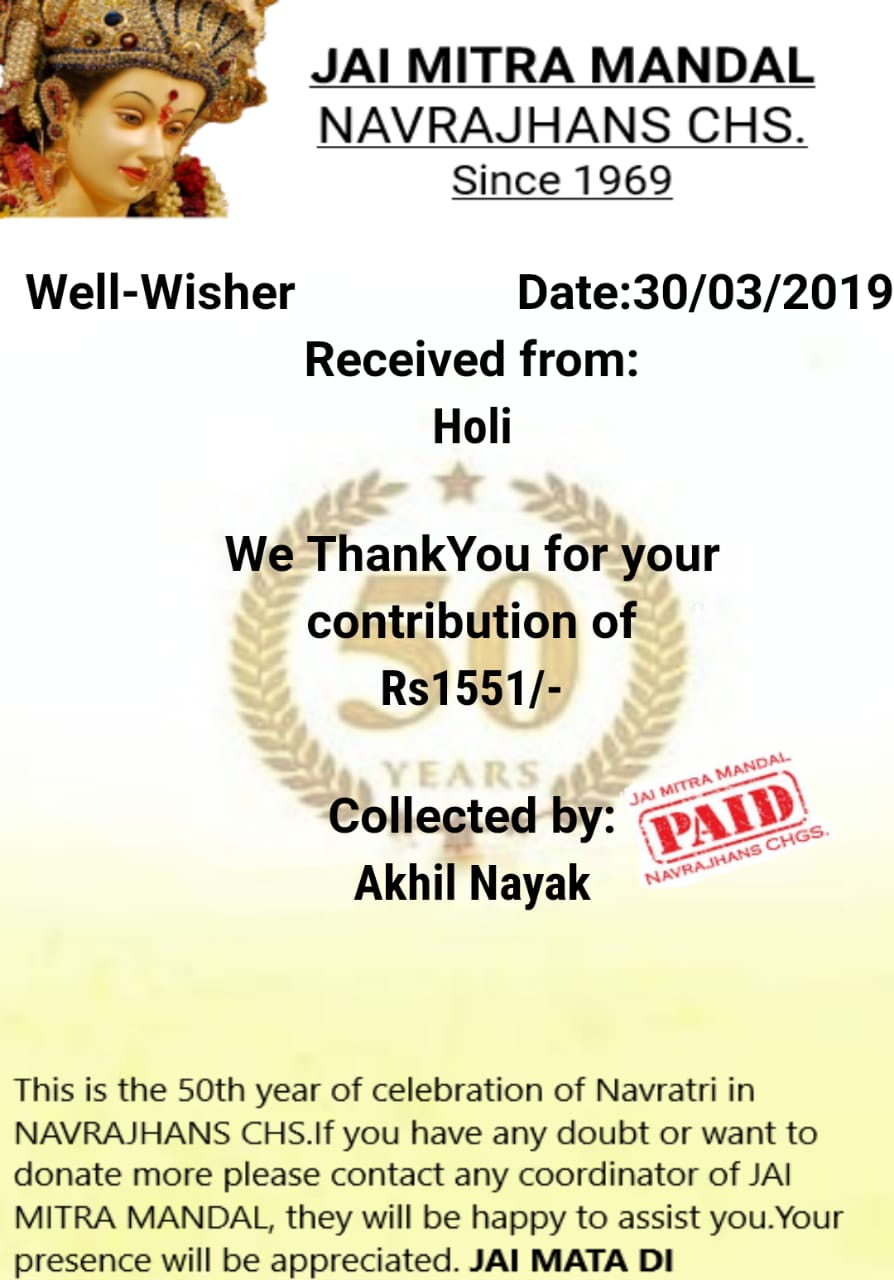 JAI MITRA MANDAL
NAVRAJHANS CHS.
Since 1969
Well-Wisher Date:30/03/2019
Received from:
Holi
We ThankYou for your
contribution of
Rs1551/-
50
YEARS
Collected by:
Akhil Nayak
JAI MITRA MANDAL
PAID
NAVRAJHANS CHGS.
This is the 50th year of celebration of Navratri in
NAVRAJHANS CHS.If you have any doubt or want to
donate more please contact any coordinator of JAI
MITRA MANDAL, they will be happy to assist you.Your
presence will be appreciated. JAI MATA DI